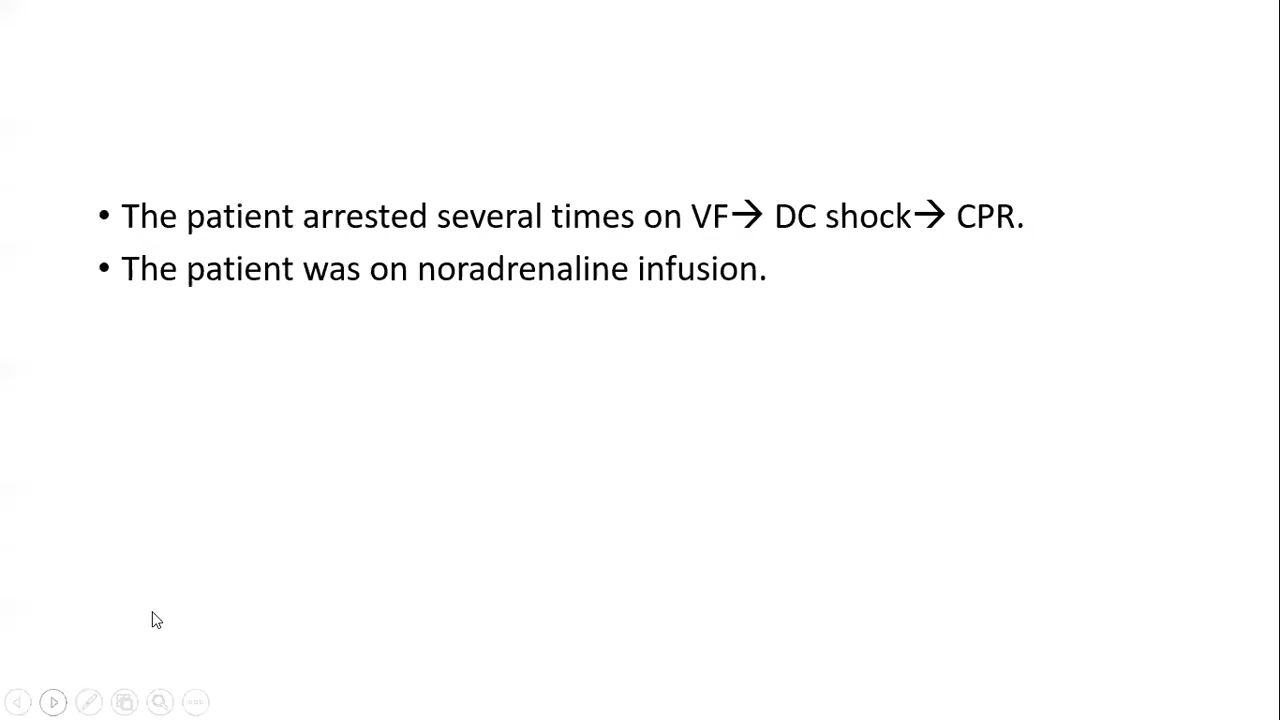 • The patient arrested several times on VF→ DC shock→ CPR.
• The patient was on noradrenaline infusion.